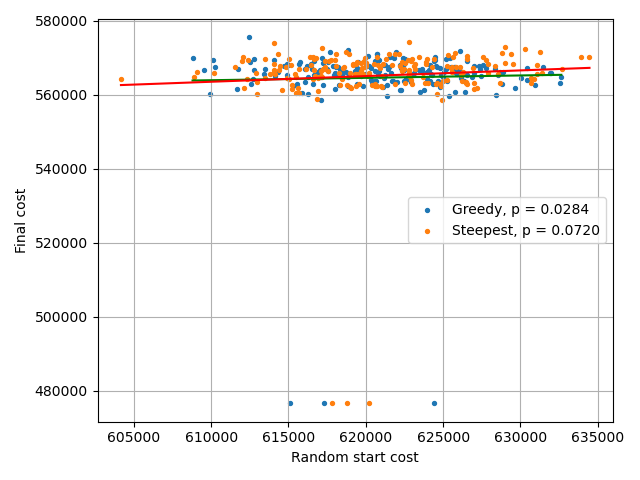 580000
560000
540000
520000
500000
480000
Final cost
Greedy, p = 0.0284
Steepest, p = 0.0720
605000 610000 615000 620000 625000 630000 635000
Random start cost